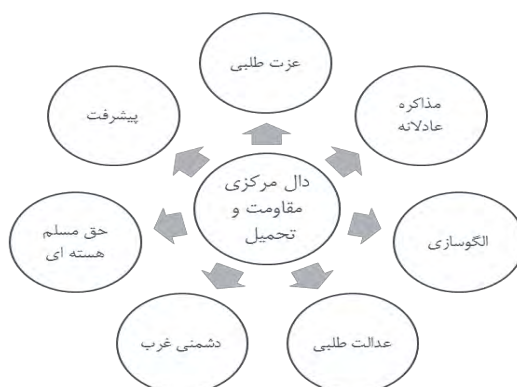 عزت طلبی
مذاکره
عادلانه
پیشرفت
دال مرکزی
مقاومت و
تحمیل
حق مسلم
هسته ای
الگوسازی
دشمنی غرب
عدالت طلبی